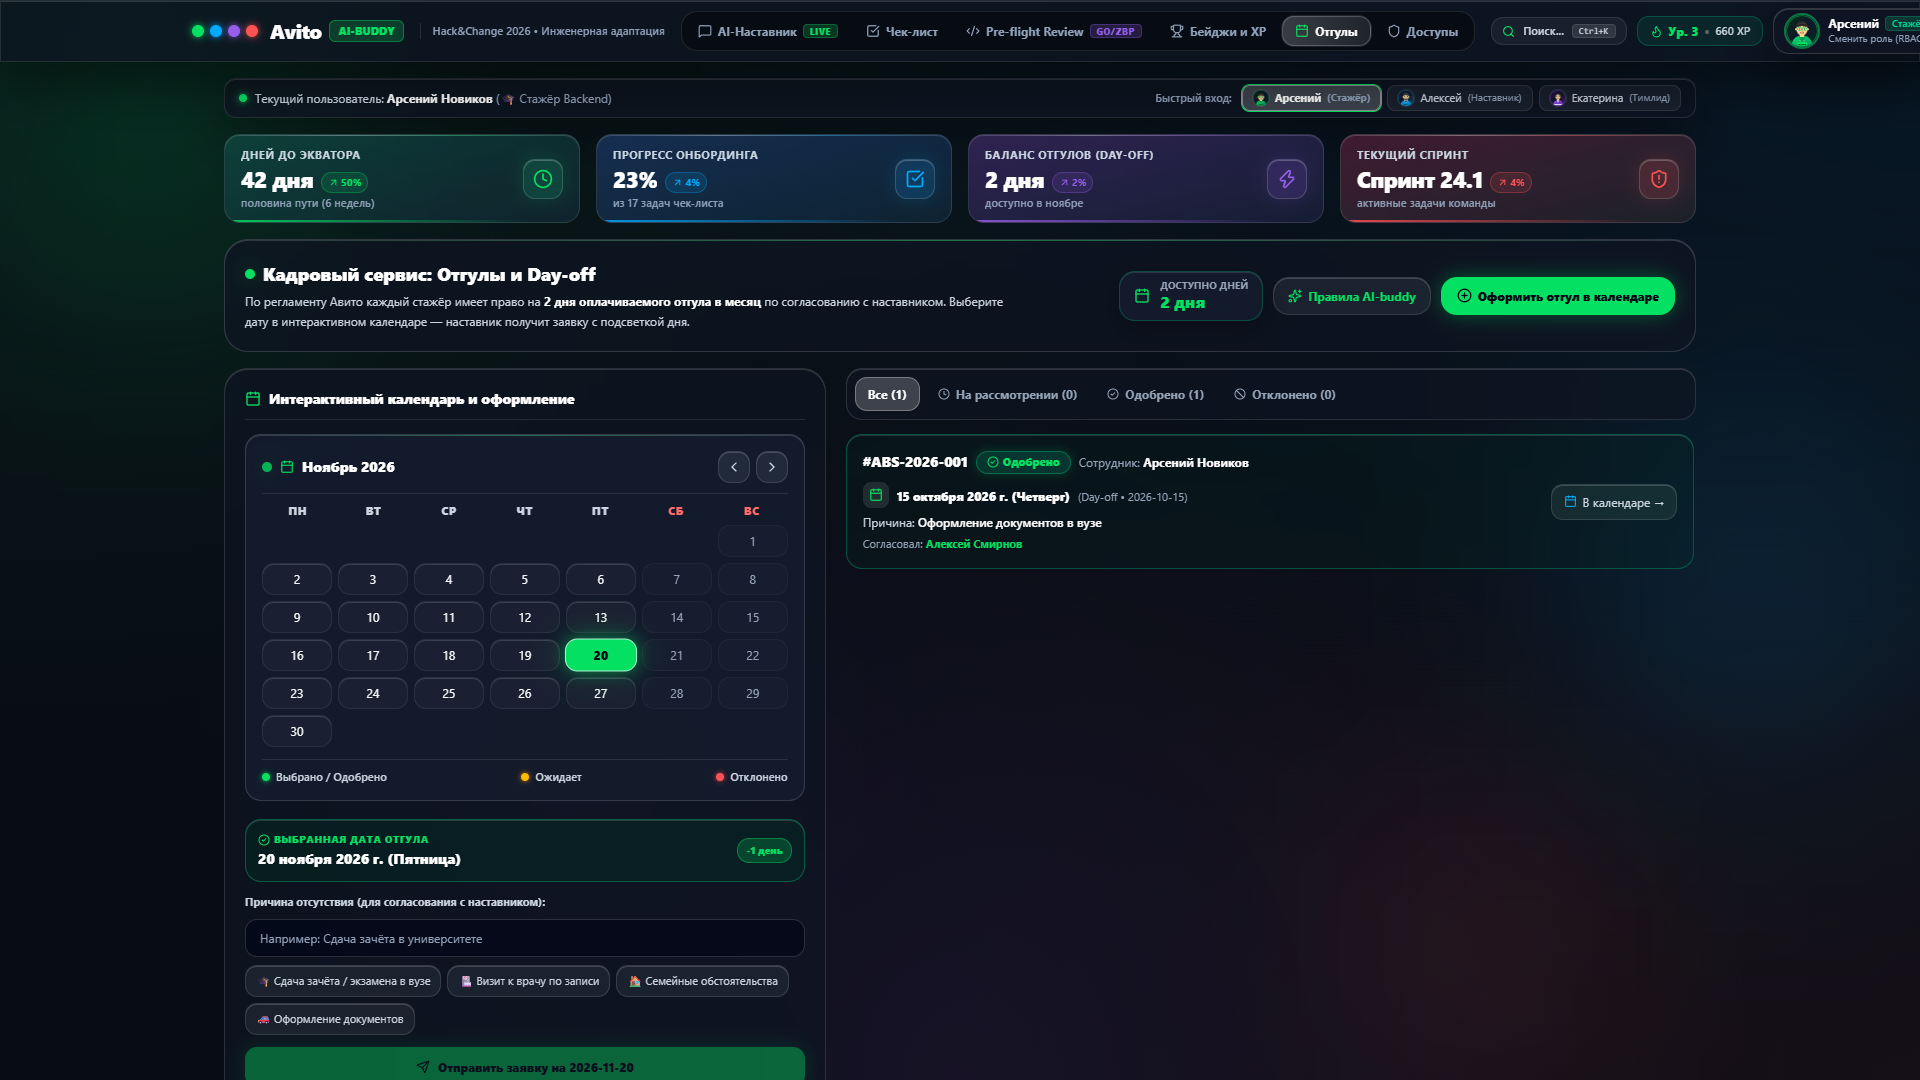 Avito AI-BUDDY
Hack&Change 2026 • Инженерная адаптация
AI-Наставник LIVE
Чек-лист
Pre-flight Review GO/ZBP
Бейджи и XP
Отгулы
Доступы
Поиск... Ctrl+K
Ур. 3 • 660 XP
Арсений
Сменить роль (RBAC
Текущий пользователь: Арсений Новиков ( Стажёр Backend)
Быстрый вход:
Арсений (Стажёр)
Алексей (Наставник)
Екатерина (Тимлид)
ДНЕЙ ДО ЭКВАТОРА
42 дня 50%
половина пути (6 недель)
ПРОГРЕСС ОНБОРДИНГА
23% 4%
из 17 задач чек-листа
БАЛАНС ОТГУЛОВ (DAY-OFF)
2 дня 2%
доступно в ноябре
ТЕКУЩИЙ СПРИНТ
Спринт 24.1 4%
активные задачи команды
Кадровый сервис: Отгулы и Day-off
По регламенту Авито каждый стажёр имеет право на 2 дня оплачиваемого отгула в месяц по согласованию с наставником. Выберите
дату в интерактивном календаре — наставник получит заявку с подсветкой дня.
ДОСТУПНО ДНЕЙ
2 дня
Правила AI-buddy
Оформить отгул в календаре
Интерактивный календарь и оформление
Ноябрь 2026
ПН ВТ СР ЧТ ПТ СБ ВС
1
2 3 4 5 6 7 8
9 10 11 12 13 14 15
16 17 18 19 20 21 22
23 24 25 26 27 28 29
30
Выбрано / Одобрено
Ожидает
Отклонено
ВЫБРАННАЯ ДАТА ОТГУЛА
20 ноября 2026 г. (Пятница)
-1 день
Причина отсутствия (для согласования с наставником):
Например: Сдача зачёта в университете
Сдача зачёта / экзамена в вузе
Визит к врачу по записи
Семейные обстоятельства
Оформление документов
Отправить заявку на 2026-11-20
Все (1)
На рассмотрении (0)
Одобрено (1)
Отклонено (0)
#ABS-2026-001 Одобрено Сотрудник: Арсений Новиков
15 октября 2026 г. (Четверг) (Day-off • 2026-10-15)
Причина: Оформление документов в вузе
Согласовал: Алексей Смирнов
В календаре →